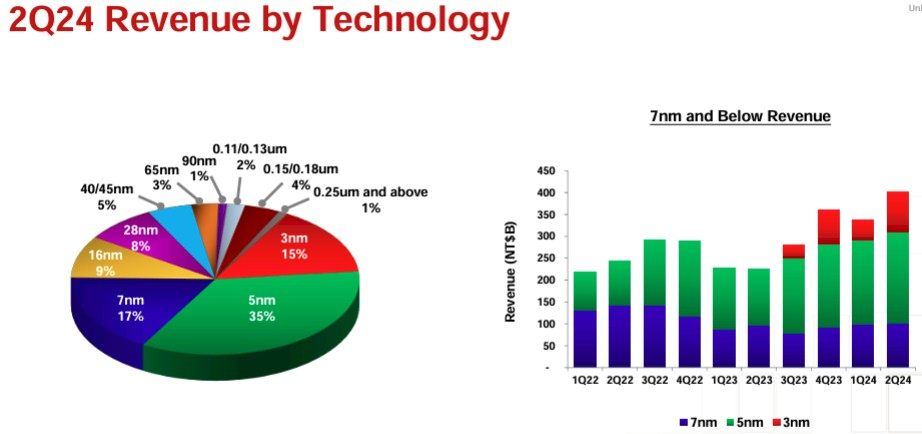 2Q24 Revenue by Technology
Uni
0.11/0.13um
2%
90nm
1%
65nm
3%
0.15/0.18um
4%
40/45nm
5%
0.25um and above
1%
28nm
8%
3nm
15%
16nm
9%
7nm
17%
5nm
35%
7nm and Below Revenue
Revenue (NT$B)
450
400
350
300
250
200
150
100
50
-
1Q22 2Q22 3Q22 4Q22 1Q23 2Q23 3Q23 4Q23 1Q24 2Q24
7nm 5nm 3nm